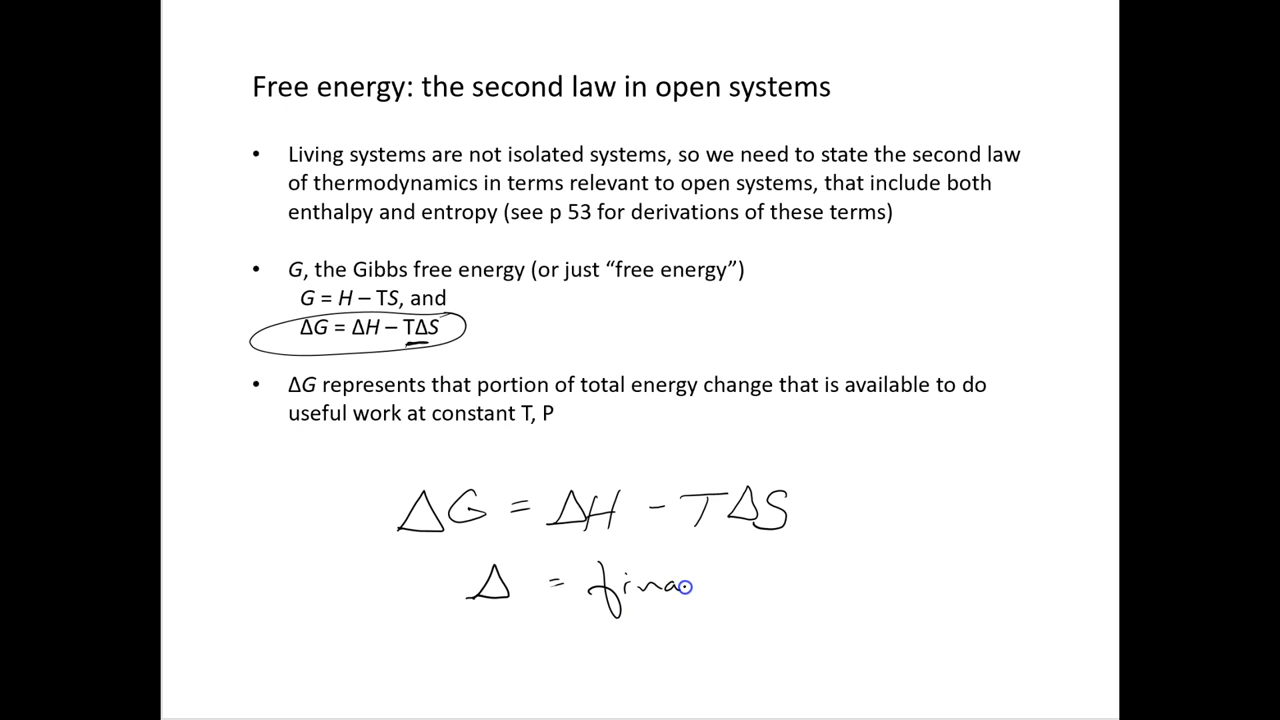 Free energy: the second law in open systems
• Living systems are not isolated systems, so we need to state the second law
of thermodynamics in terms relevant to open systems, that include both
enthalpy and entropy (see p 53 for derivations of these terms)
• G, the Gibbs free energy (or just “free energy”)
G = H – TS, and
ΔG = ΔH – TΔS
• ΔG represents that portion of total energy change that is available to do
useful work at constant T, P
ΔG = ΔH - TΔS
Δ = fina